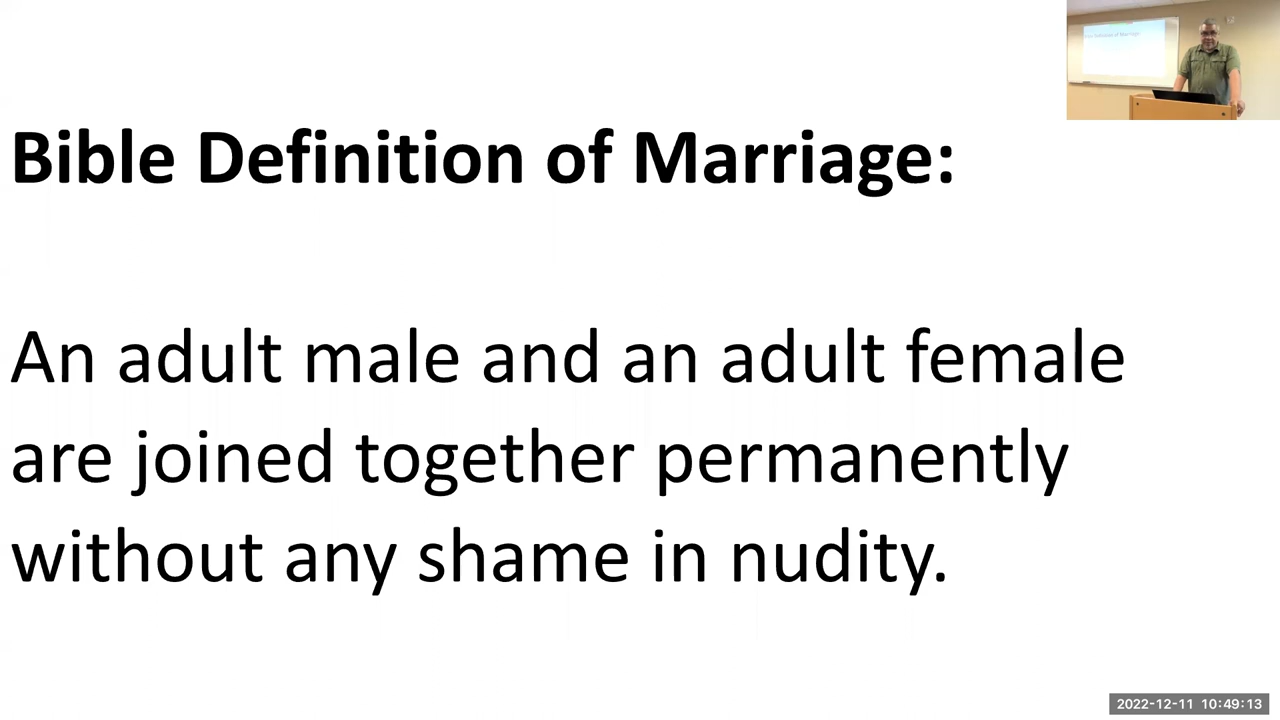 Bible Definition of Marriage:
An adult male and an adult female
are joined together permanently
without any shame in nudity.
2022-12-11 10:49:13